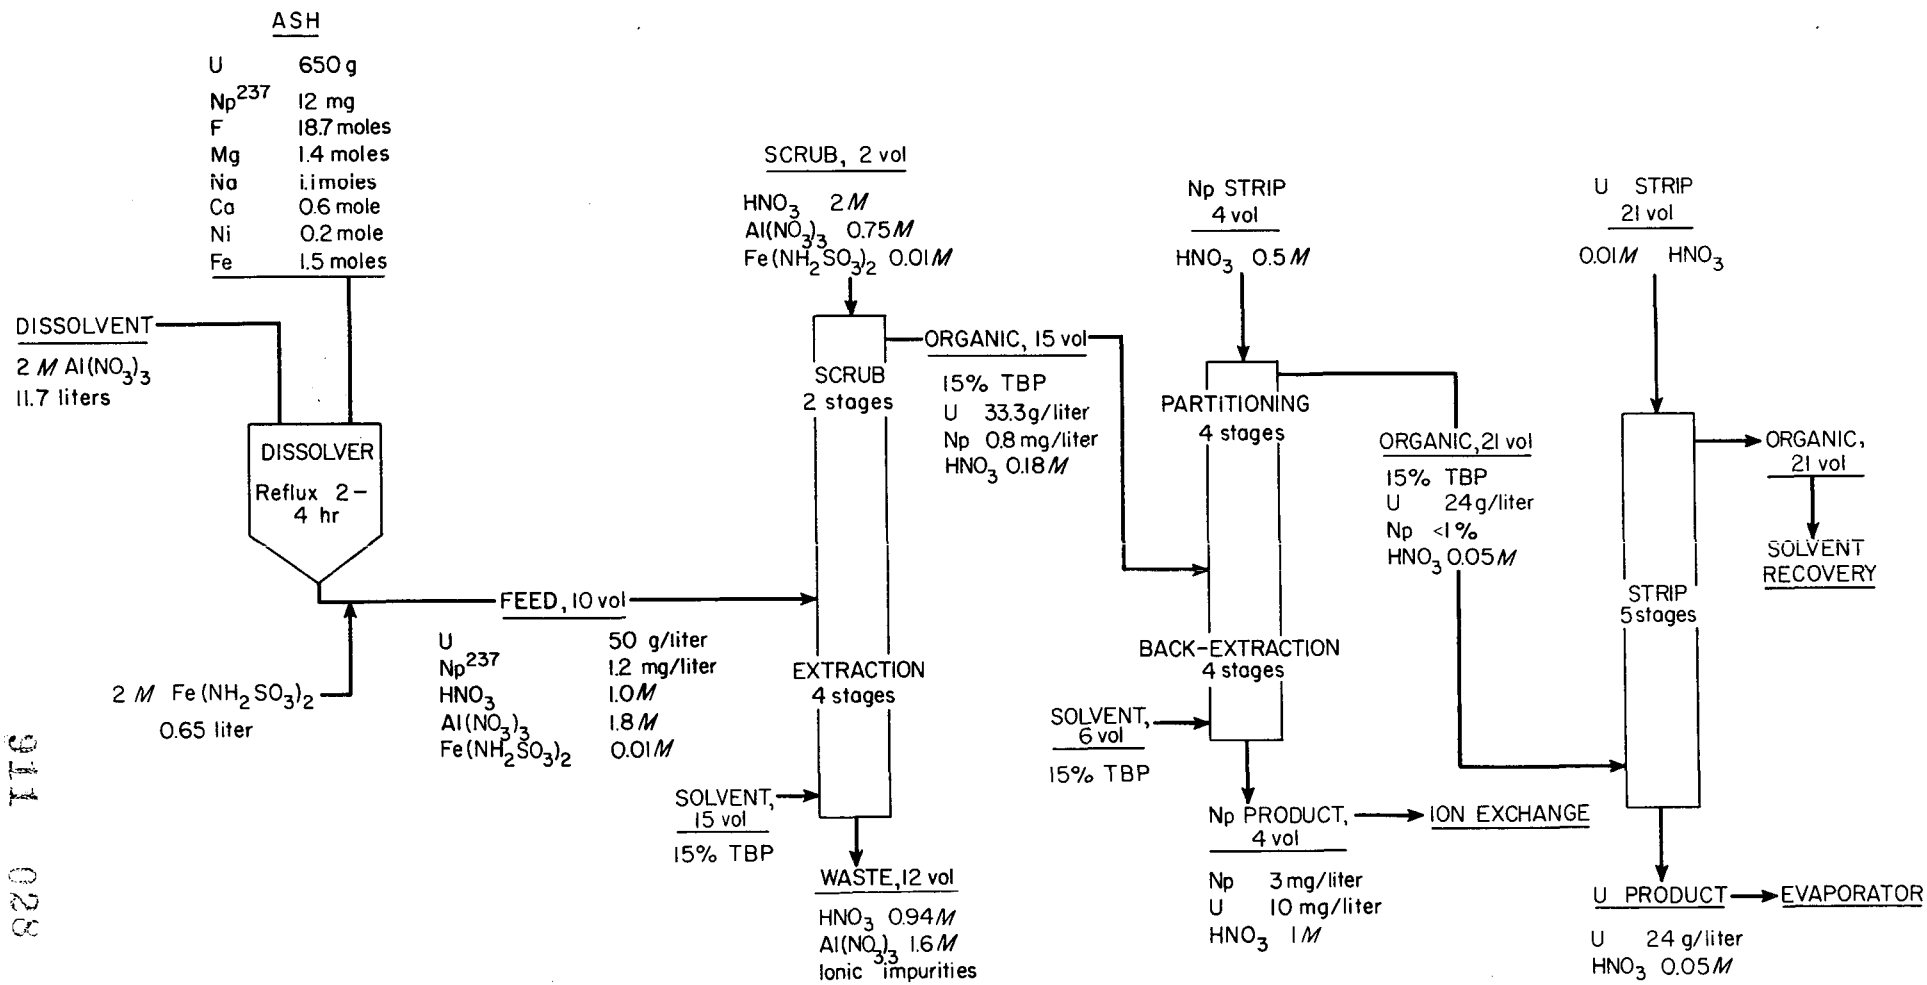 ASH
U 650 g
Np237 12 mg
F 18.7 moles
Mg 1.4 moles
Na 1.1 moles
Ca 0.6 mole
Ni 0.2 mole
Fe 1.5 moles
DISSOLVENT
2 M Al(NO3)3
11.7 liters
DISSOLVER
Reflux 2–
4 hr
2 M Fe(NH2SO3)2
0.65 liter
FEED, 10 vol
U 50 g/liter
Np237 1.2 mg/liter
HNO3 1.0 M
Al(NO3)3 1.8 M
Fe(NH2SO3)2 0.01 M
SCRUB, 2 vol
HNO3 2 M
Al(NO3)3 0.75 M
Fe(NH2SO3)2 0.01 M
SCRUB
2 stages
EXTRACTION
4 stages
SOLVENT,
15 vol
15% TBP
WASTE, 12 vol
HNO3 0.94 M
Al(NO3)3 1.6 M
Ionic impurities
ORGANIC, 15 vol
15% TBP
U 33.3 g/liter
Np 0.8 mg/liter
HNO3 0.18 M
Np STRIP
4 vol
HNO3 0.5 M
PARTITIONING
4 stages
BACK-EXTRACTION
4 stages
SOLVENT,
6 vol
15% TBP
Np PRODUCT,
4 vol
Np 3 mg/liter
U 10 mg/liter
HNO3 1 M
ION EXCHANGE
ORGANIC, 21 vol
15% TBP
U 24 g/liter
Np <1%
HNO3 0.05 M
U STRIP
21 vol
0.01 M HNO3
STRIP
5 stages
ORGANIC,
21 vol
SOLVENT
RECOVERY
U PRODUCT
U 24 g/liter
HNO3 0.05 M
EVAPORATOR
911 028